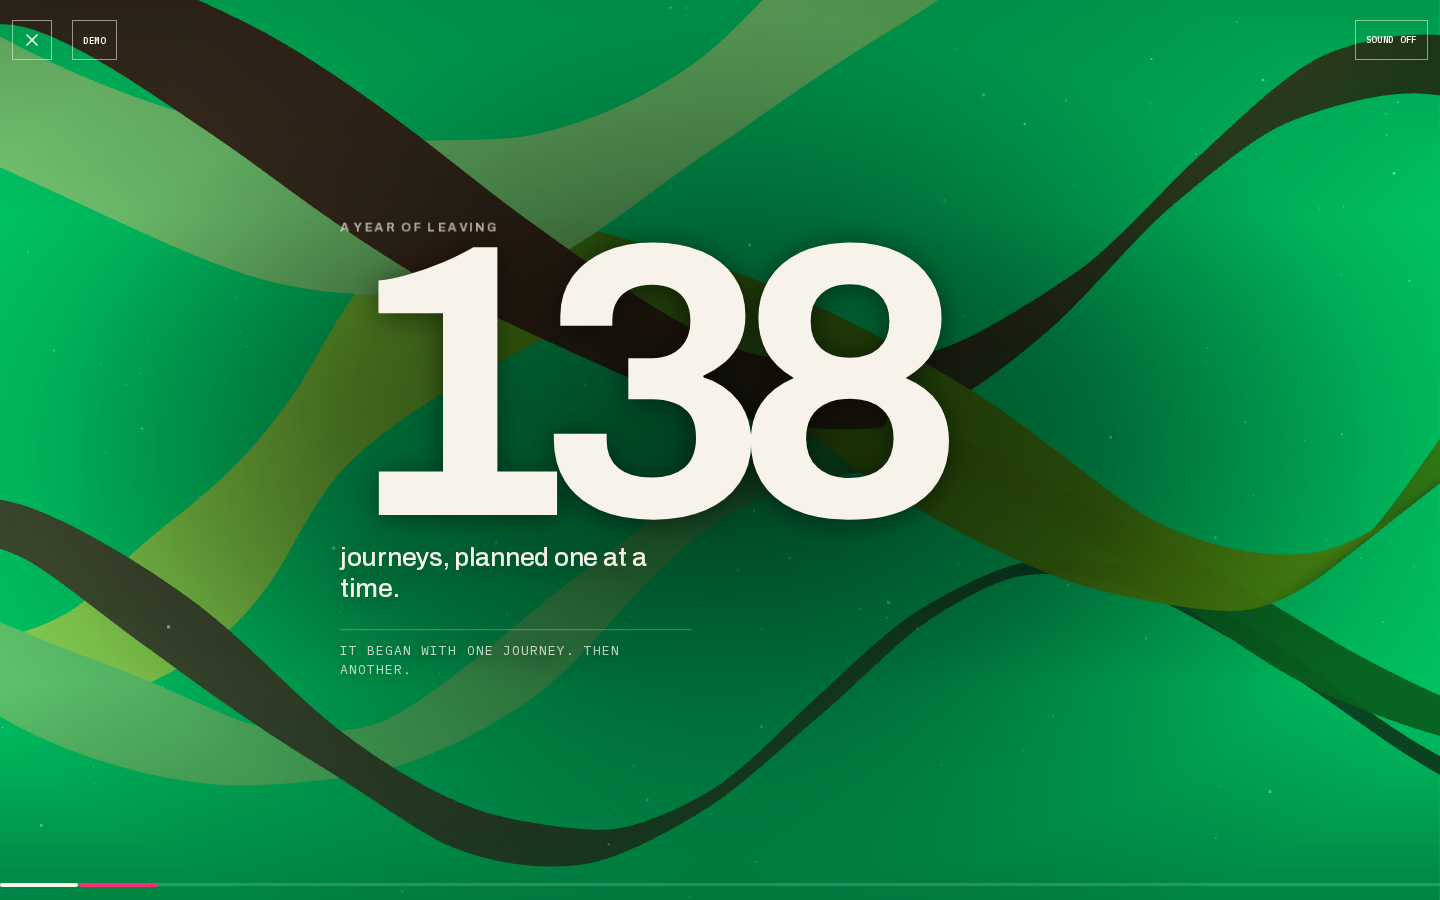 DEMO
SOUND OFF
A YEAR OF LEAVING
138
journeys, planned one at a
time.
IT BEGAN WITH ONE JOURNEY. THEN
ANOTHER.